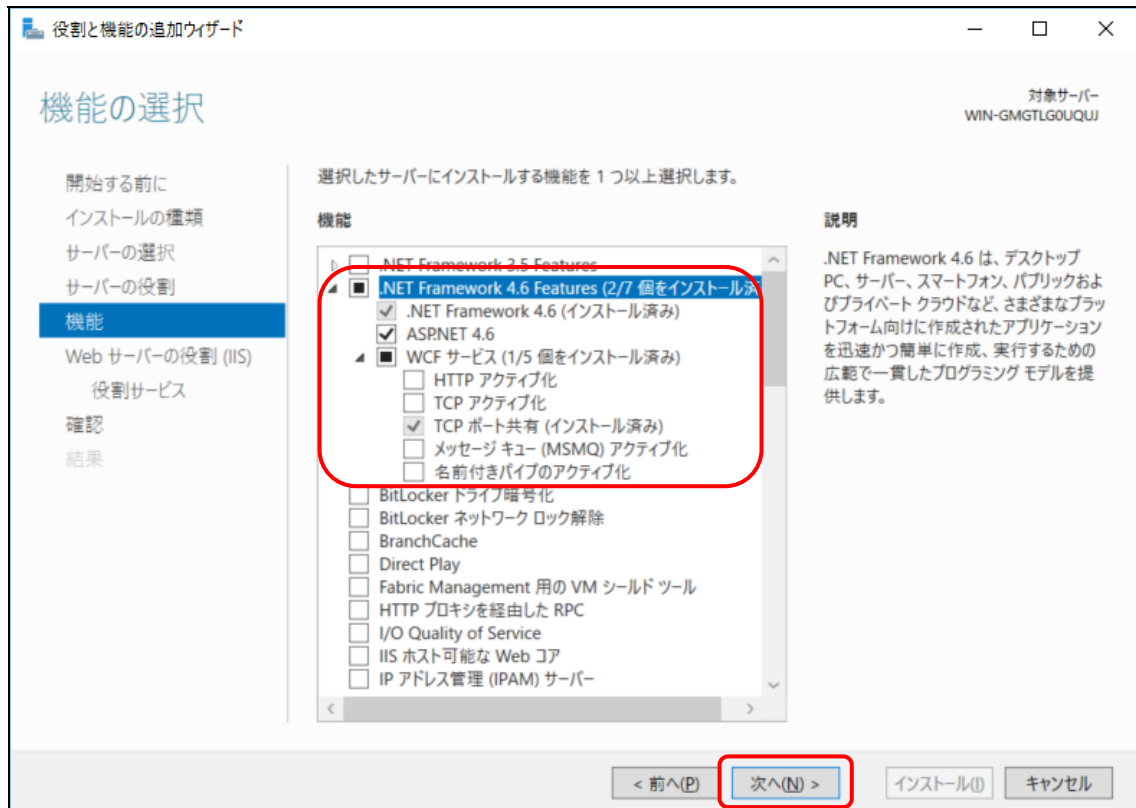 役割と機能の追加ウィザード
機能の選択
対象サーバー
WIN-GMGTLG0UQUJ
開始する前に
インストールの種類
サーバーの選択
サーバーの役割
機能
Web サーバーの役割 (IIS)
役割サービス
確認
結果
選択したサーバーにインストールする機能を 1 つ以上選択します。
機能
.NET Framework 3.5 Features
.NET Framework 4.6 Features (2/7 個をインストール済
.NET Framework 4.6 (インストール済み)
ASP.NET 4.6
WCF サービス (1/5 個をインストール済み)
HTTP アクティブ化
TCP アクティブ化
TCP ポート共有 (インストール済み)
メッセージ キュー (MSMQ) アクティブ化
名前付きパイプのアクティブ化
BitLocker ドライブ暗号化
BitLocker ネットワーク ロック解除
BranchCache
Direct Play
Fabric Management 用の VM シールド ツール
HTTP プロキシを経由した RPC
I/O Quality of Service
IIS ホスト可能な Web コア
IP アドレス管理 (IPAM) サーバー
説明
.NET Framework 4.6 は、デスクトップ
PC、サーバー、スマートフォン、パブリックおよ
びプライベート クラウドなど、さまざまなプラッ
トフォーム向けに作成されたアプリケーション
を迅速かつ簡単に作成、実行するための
広範で一貫したプログラミング モデルを提
供します。
< 前へ(P)
次へ(N) >
インストール(I)
キャンセル